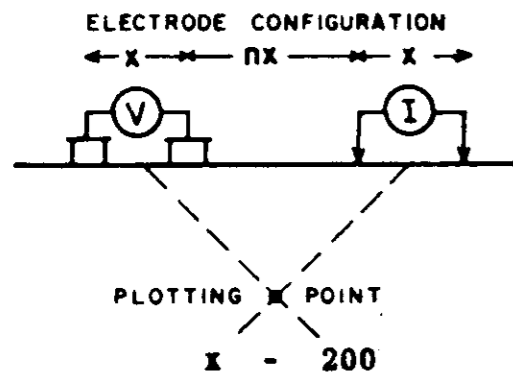 ELECTRODE CONFIGURATION
x nx x
V I
PLOTTING POINT
x - 200